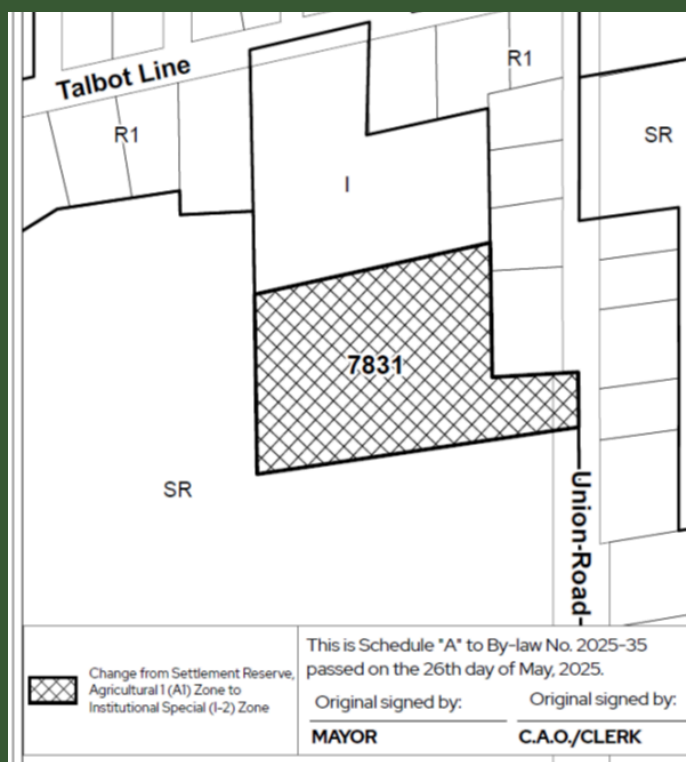 R1
Talbot Line
R1
SR
I
7831
SR
Union Road
Change from Settlement Reserve,
Agricultural 1 (A1) Zone to
Institutional Special (I-2) Zone
This is Schedule "A" to By-law No. 2025-35
passed on the 26th day of May, 2025.
Original signed by:
Original signed by:
MAYOR
C.A.O./CLERK